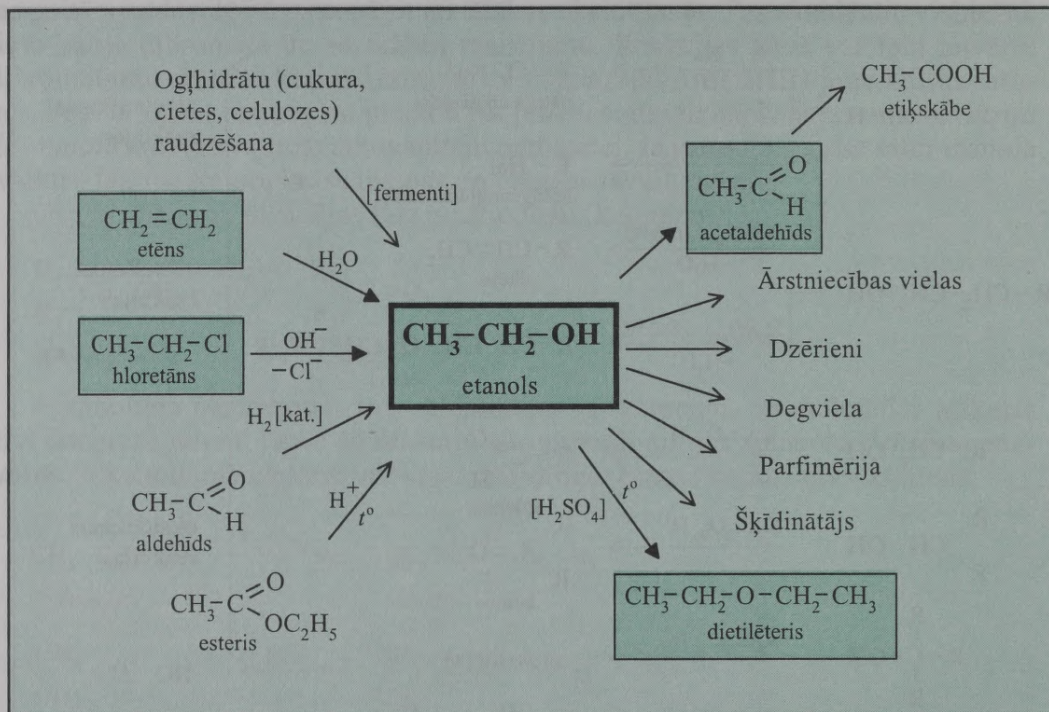 Ogļhidrātu (cukura,
cietes, celulozes)
raudzēšana
[fermenti]
CH₂=CH₂
etēns
H₂O
CH₃–CH₂–Cl
hloretāns
OH⁻
–Cl⁻
H₂ [kat.]
CH₃–C
O
H
aldehīds
H⁺
t°
CH₃–C
O
OC₂H₅
esteris
CH₃–CH₂–OH
etanols
CH₃–COOH
etiķskābe
CH₃–C
O
H
acetaldehīds
Ārstniecības vielas
Dzērieni
Degviela
Parfimērija
Šķīdinātājs
[H₂SO₄]
t°
CH₃–CH₂–O–CH₂–CH₃
dietilēteris